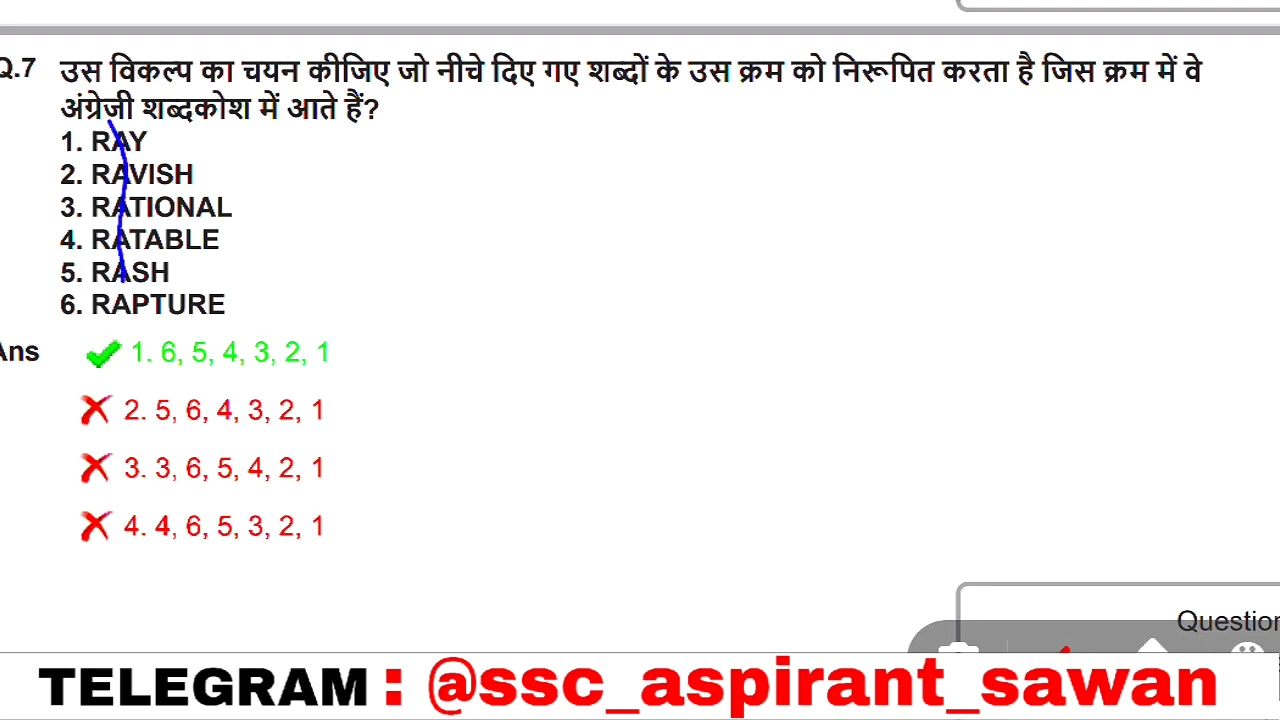 Q.7 उस विकल्प का चयन कीजिए जो नीचे दिए गए शब्दों के उस क्रम को निरूपित करता है जिस क्रम में वे
अंग्रेजी शब्दकोश में आते हैं?
1. RAY
2. RAVISH
3. RATIONAL
4. RATABLE
5. RASH
6. RAPTURE
Ans 1. 6, 5, 4, 3, 2, 1
2. 5, 6, 4, 3, 2, 1
3. 3, 6, 5, 4, 2, 1
4. 4, 6, 5, 3, 2, 1
Question
TELEGRAM : @ssc_aspirant_sawan